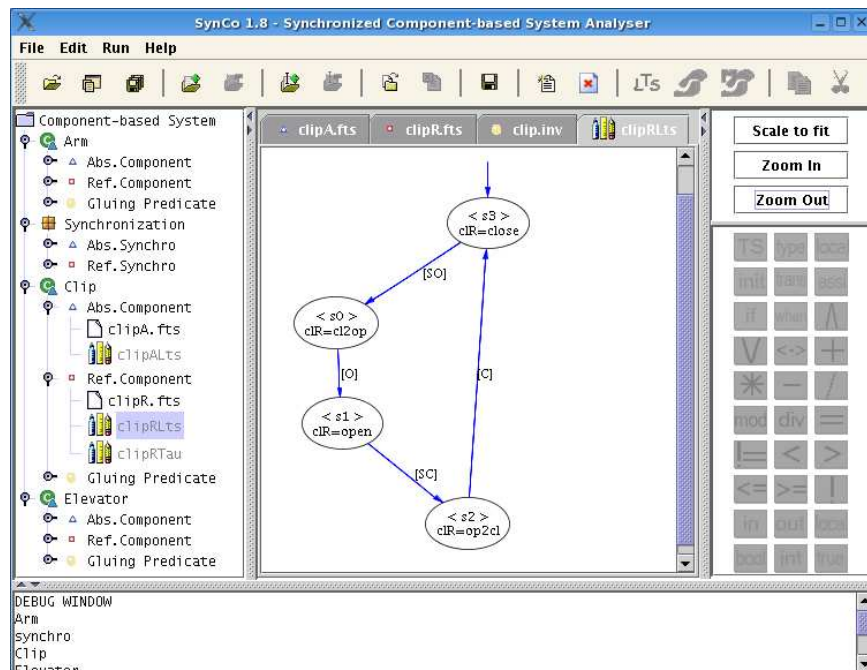 SynCo 1.8 - Synchronized Component-based System Analyser
File Edit Run Help
LTS
Component-based System
Arm
Abs.Component
Ref.Component
Gluing Predicate
Synchronization
Abs.Synchro
Ref.Synchro
Clip
Abs.Component
clipA.fts
clipALts
Ref.Component
clipR.fts
clipRLts
clipRTau
Gluing Predicate
Elevator
Abs.Component
Ref.Component
Gluing Predicate
clipA.fts clipR.fts clip.inv clipRLts
< s3 >
clR=close
[SO]
< s0 >
clR=cl2op
[O]
[C]
< s1 >
clR=open
[SC]
< s2 >
clR=op2cl
Scale to fit
Zoom In
Zoom Out
TS type local
init trans assi
if when /\
\/ <-> +
* - /
mod div =
!= < >
<= >= !
in out loca
bool int true
DEBUG WINDOW
Arm
synchro
Clip
Elevator